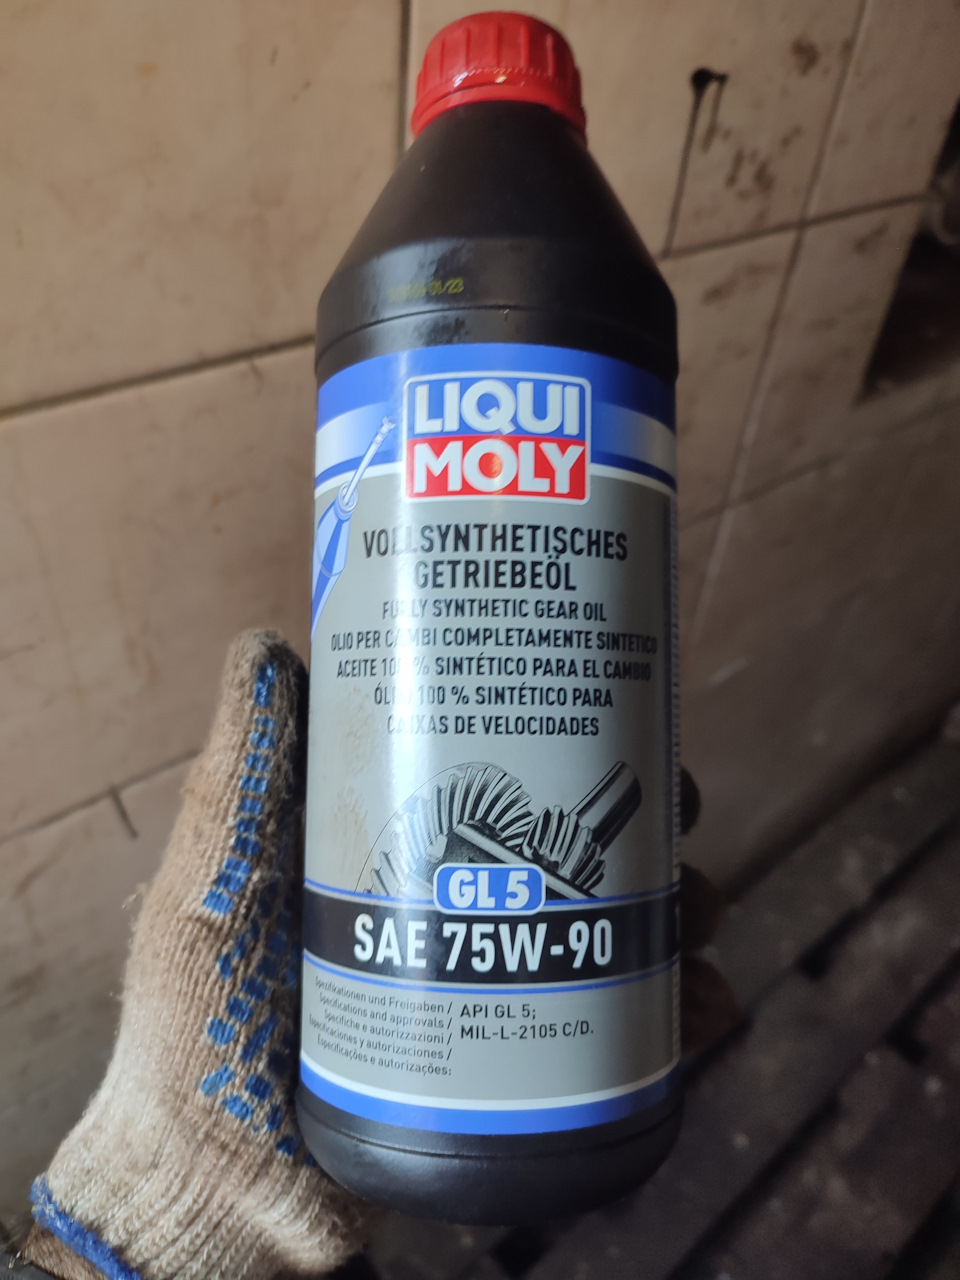 01/23
LIQUI
MOLY
VOLLSYNTHETISCHES
GETRIEBEÖL
FULLY SYNTHETIC GEAR OIL
OLIO PER CAMBI COMPLETAMENTE SINTETICO
ACEITE 100 % SINTÉTICO PARA EL CAMBIO
ÓLEO 100 % SINTÉTICO PARA
CAIXAS DE VELOCIDADES
GL 5
SAE 75W-90
Spezifikationen und Freigaben /
Specifications and approvals /
Specifiche e autorizzazioni /
Especificaciones y autorizaciones /
Especificações e autorizações:
API GL 5;
MIL-L-2105 C/D.